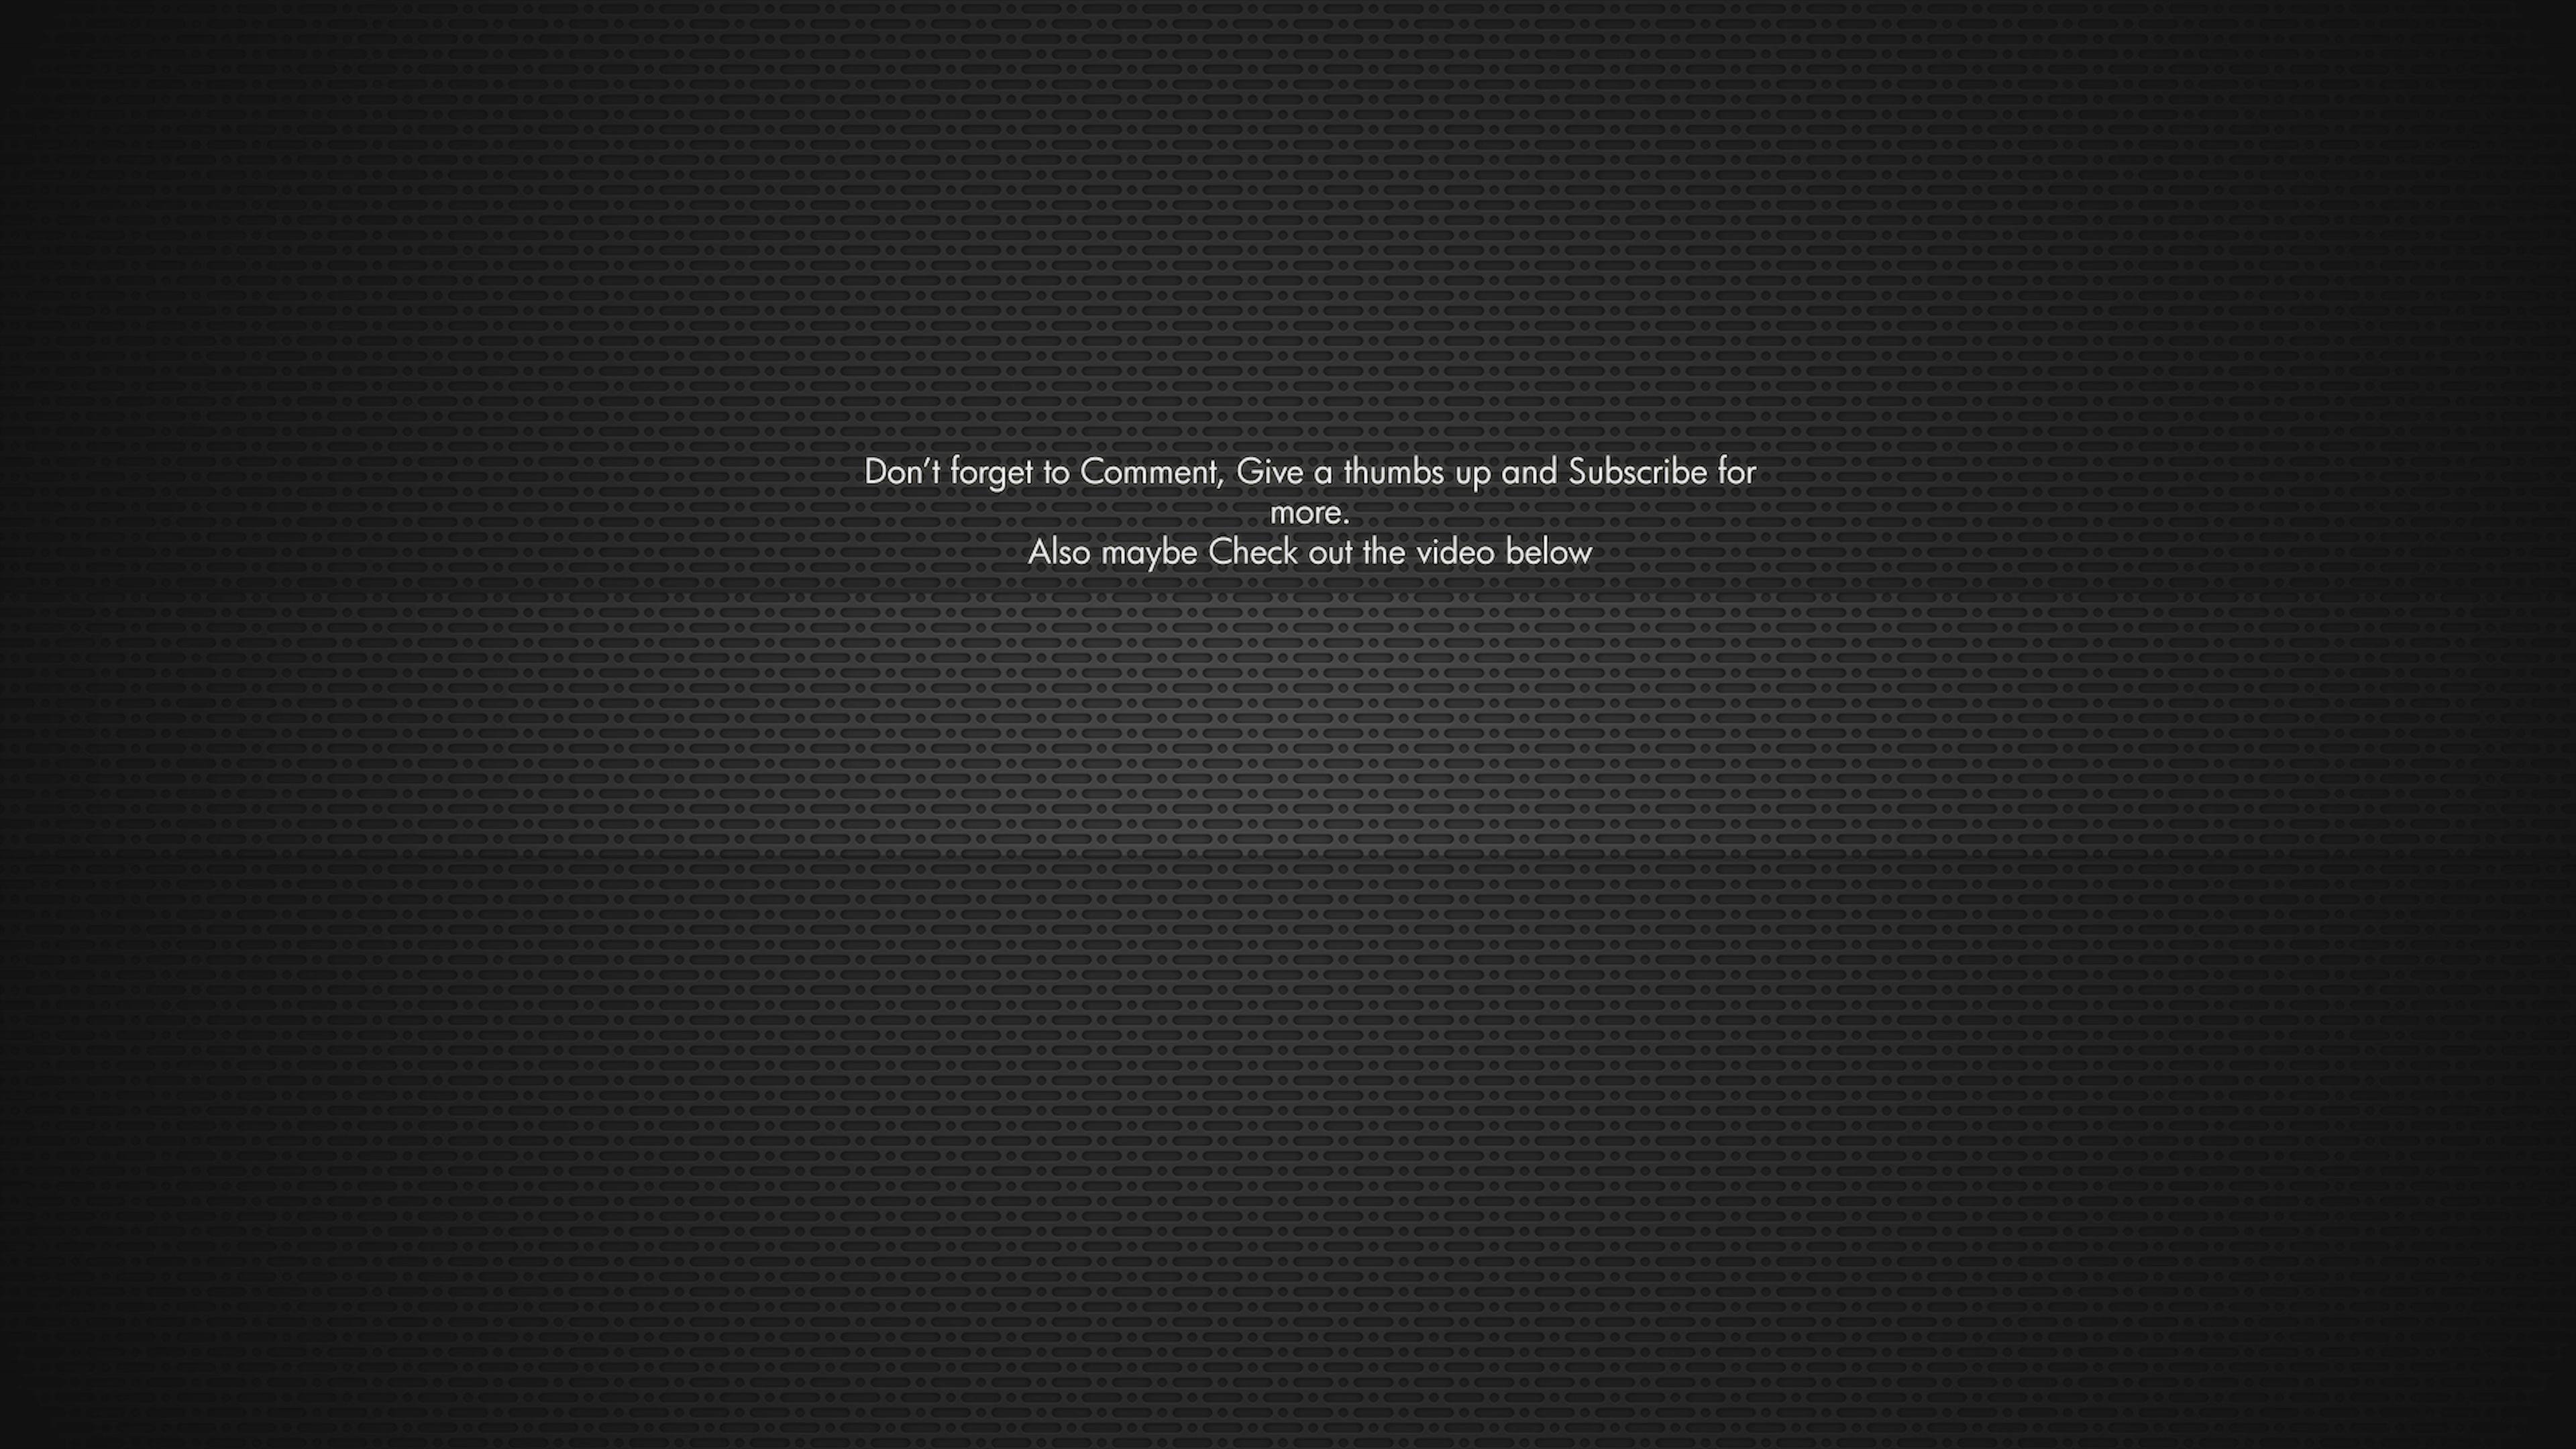 Don’t forget to Comment, Give a thumbs up and Subscribe for
more.
Also maybe Check out the video below